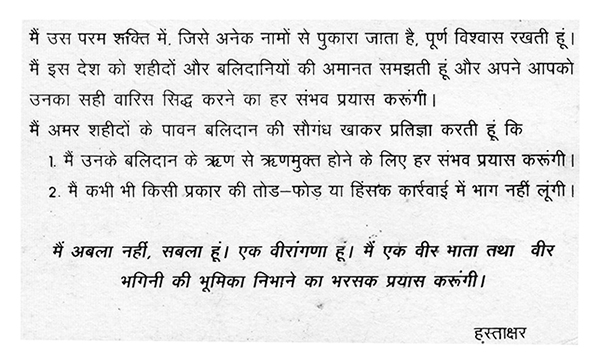 मैं उस परम शक्ति में, जिसे अनेक नामों से पुकारा जाता है, पूर्ण विश्वास रखती हूं।
मैं इस देश को शहीदों और बलिदानियों की अमानत समझती हूं और अपने आपको
उनका सही वारिस सिद्ध करने का हर संभव प्रयास करूंगी।
मैं अमर शहीदों के पावन बलिदान की सौगंध खाकर प्रतिज्ञा करती हूं कि
1. मैं उनके बलिदान के ऋण से ऋणमुक्त होने के लिए हर संभव प्रयास करूंगी।
2. मैं कभी भी किसी प्रकार की तोड–फोड़ या हिंसक कार्रवाई में भाग नहीं लूंगी।
मैं अबला नहीं, सबला हूं। एक वीरांगणा हूं। मैं एक वीर भाता तथा वीर
भगिनी की भूमिका निभाने का भरसक प्रयास करूंगी।
हस्ताक्षर